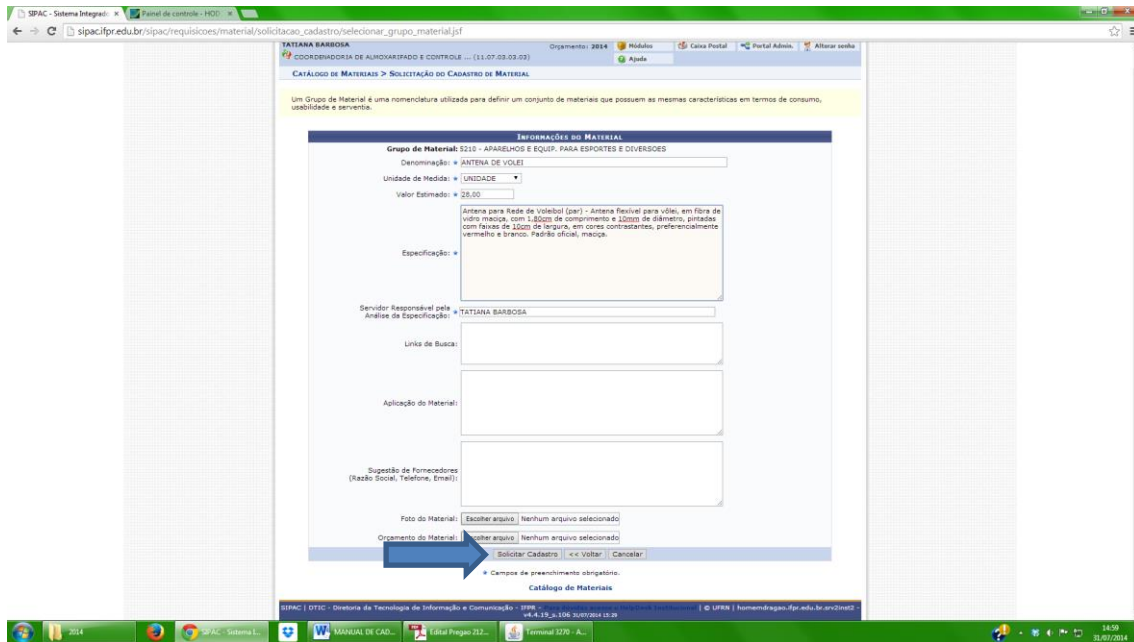 SIPAC - Sistema Integrado
Painel de controle - HOD
sipac.ifpr.edu.br/sipac/requisicoes/material/solicitacao_cadastro/selecionar_grupo_material.jsf
TATIANA BARBOSA
Orçamento: 2014
Módulos
Caixa Postal
Portal Admin.
Alterar senha
COORDENADORIA DE ALMOXARIFADO E CONTROLE ... (11.07.03.03.03)
Ajuda
CATÁLOGO DE MATERIAIS > SOLICITAÇÃO DO CADASTRO DE MATERIAL
Um Grupo de Material é uma nomenclatura utilizada para definir um conjunto de materiais que possuem as mesmas características em termos de consumo,
usabilidade e serventia.
INFORMAÇÕES DO MATERIAL
Grupo de Material: 5210 - APARELHOS E EQUIP. PARA ESPORTES E DIVERSOES
Denominação: ANTENA DE VOLEI
Unidade de Medida: UNIDADE
Valor Estimado: 28,00
Antena para Rede de Voleibol (par) - Antena flexível para vôlei, em fibra de
vidro maciça, com 1,80cm de comprimento e 10mm de diâmetro, pintadas
com faixas de 10cm de largura, em cores contrastantes, preferencialmente
vermelho e branco. Padrão oficial, maciça.
Especificação:
Servidor Responsável pela
Análise da Especificação: TATIANA BARBOSA
Links de Busca:
Aplicação do Material:
Sugestão de Fornecedores
(Razão Social, Telefone, Email):
Foto do Material: Escolher arquivo Nenhum arquivo selecionado
Orçamento do Material: Escolher arquivo Nenhum arquivo selecionado
Solicitar Cadastro << Voltar Cancelar
Campos de preenchimento obrigatório.
Catálogo de Materiais
SIPAC | DTIC - Diretoria da Tecnologia de Informação e Comunicação - IFPR - | © UFRN | homemdragao.ifpr.edu.br.srv2inst2 -
v4.4.19_s.106 31/07/2014 15:29
2014
SIPAC - Sistema I...
MANUAL DE CAD...
Edital Pregao 212...
Terminal 3270 - A...
14:59
31/07/2014